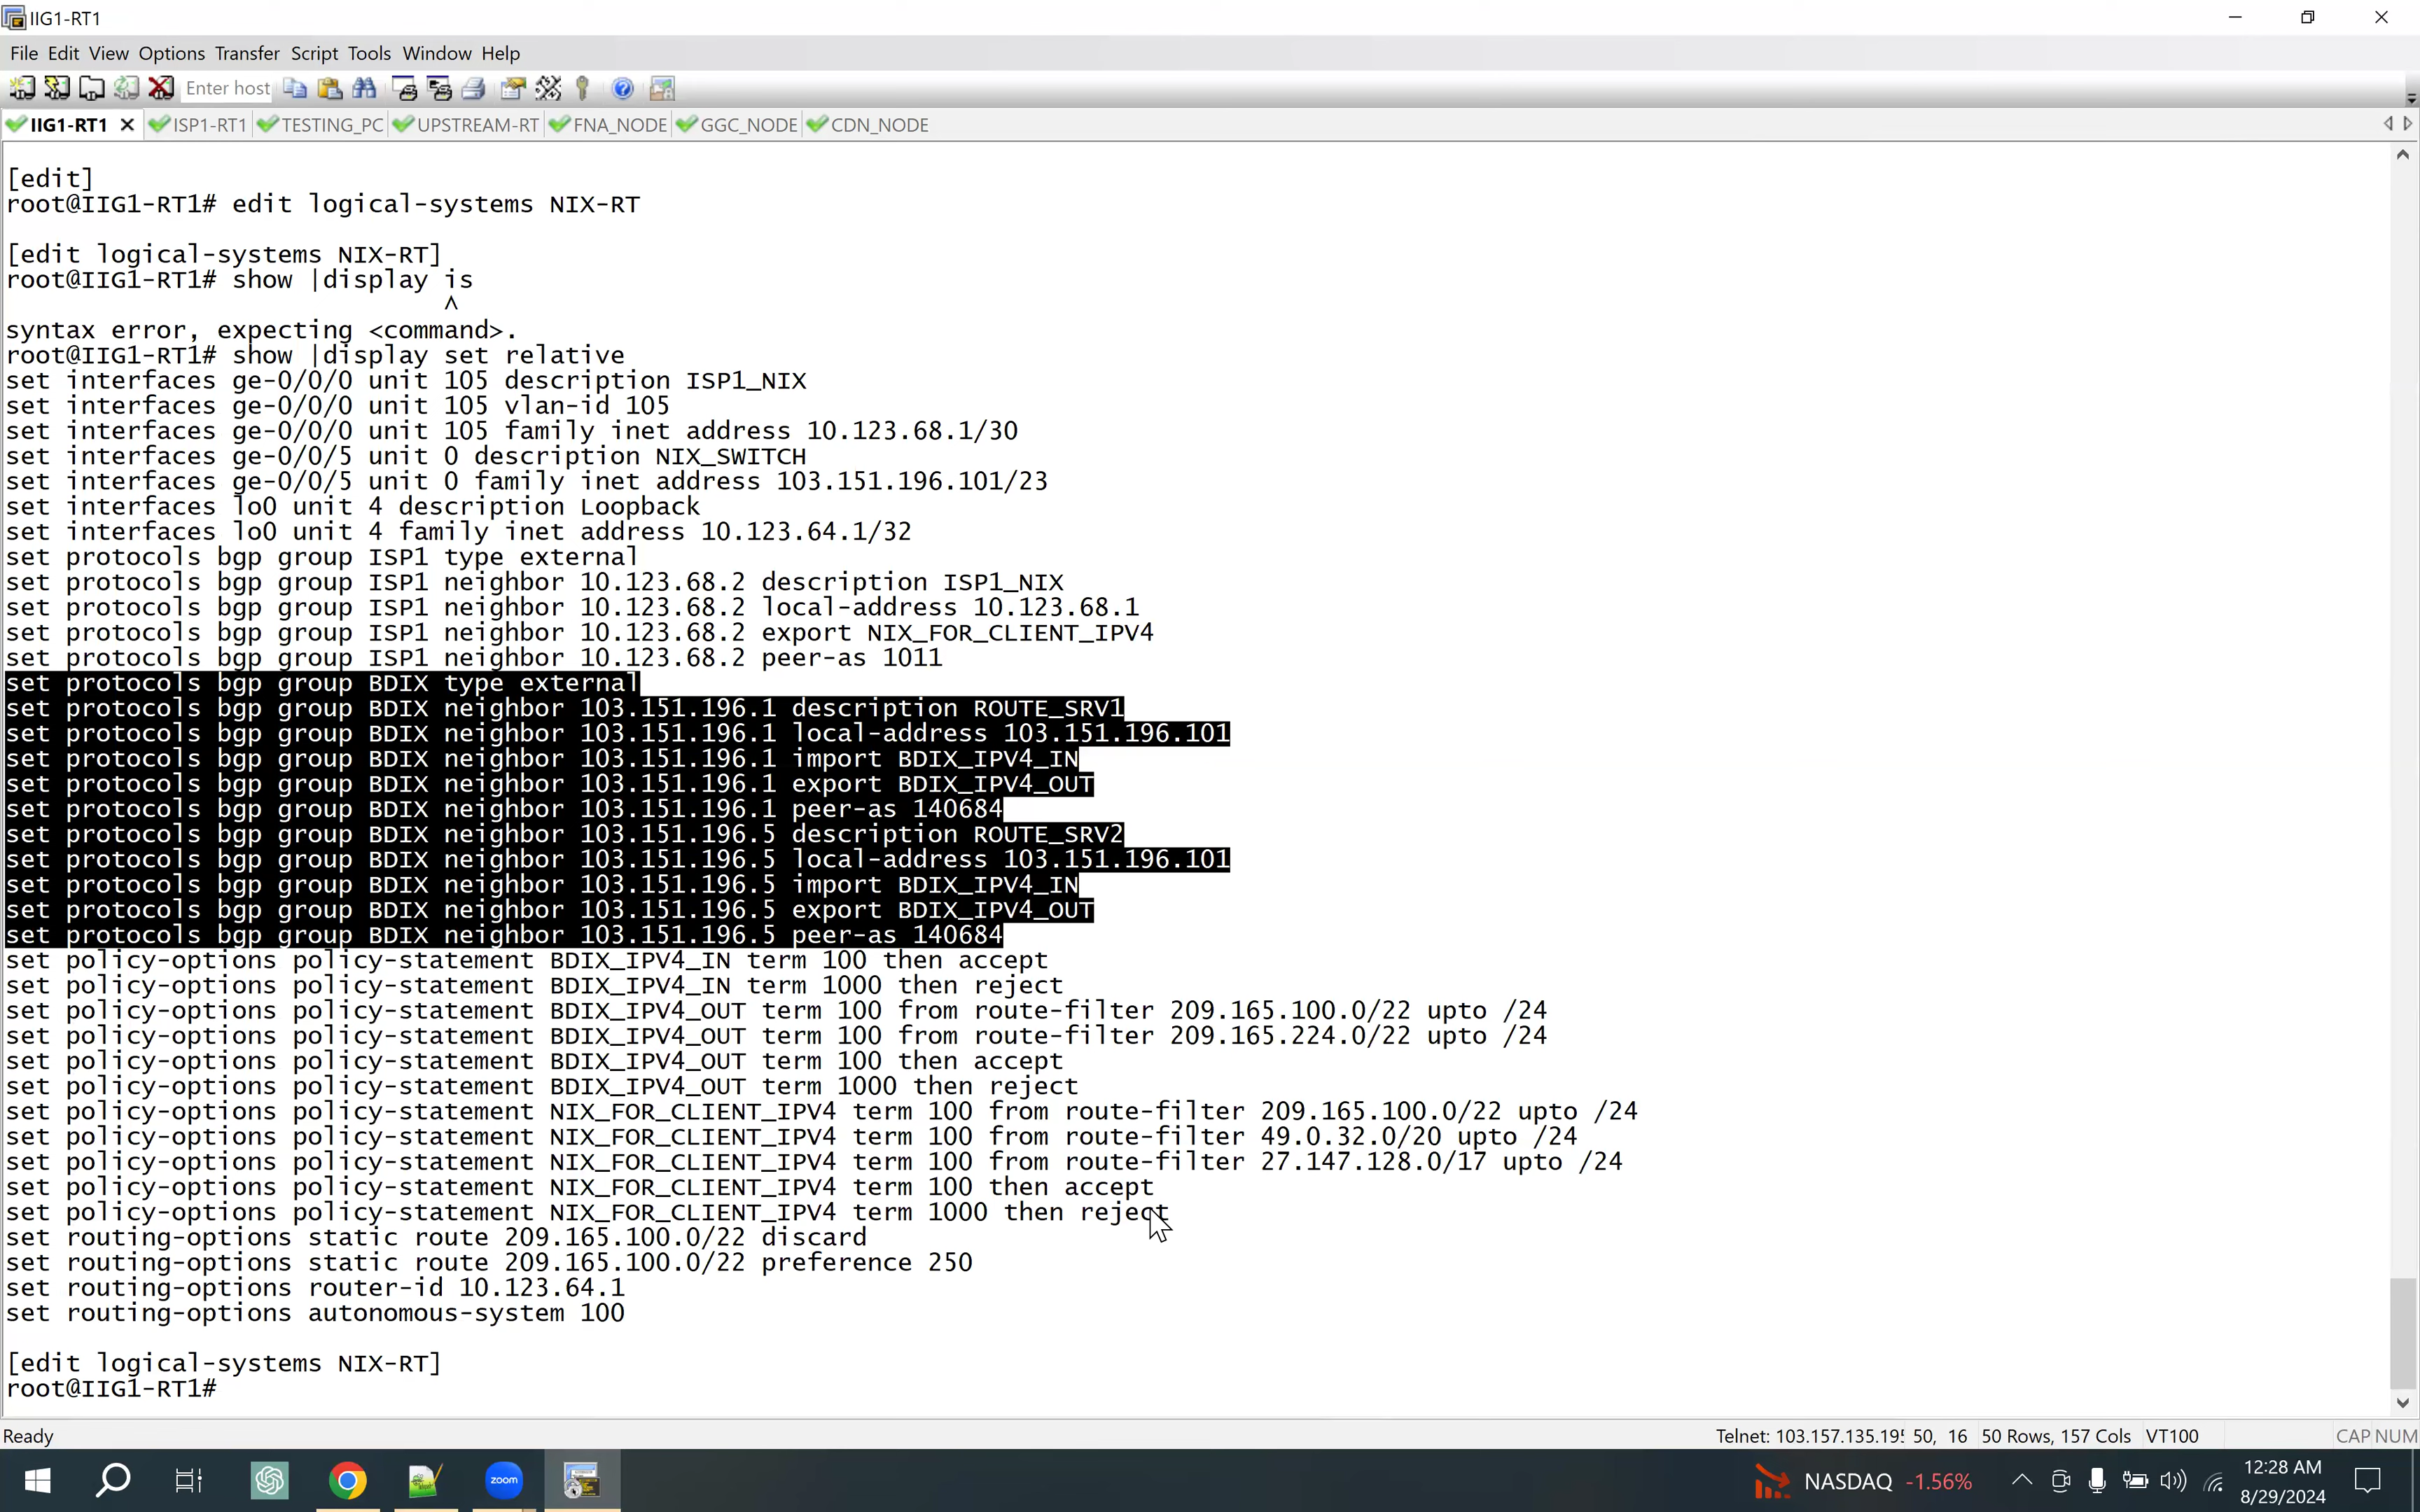 IIG1-RT1
File Edit View Options Transfer Script Tools Window Help
Enter host
IIG1-RT1 ISP1-RT1 TESTING_PC UPSTREAM-RT FNA_NODE GGC_NODE CDN_NODE
[edit]
root@IIG1-RT1# edit logical-systems NIX-RT
[edit logical-systems NIX-RT]
root@IIG1-RT1# show |display is
^
syntax error, expecting <command>.
root@IIG1-RT1# show |display set relative
set interfaces ge-0/0/0 unit 105 description ISP1_NIX
set interfaces ge-0/0/0 unit 105 vlan-id 105
set interfaces ge-0/0/0 unit 105 family inet address 10.123.68.1/30
set interfaces ge-0/0/5 unit 0 description NIX_SWITCH
set interfaces ge-0/0/5 unit 0 family inet address 103.151.196.101/23
set interfaces lo0 unit 4 description Loopback
set interfaces lo0 unit 4 family inet address 10.123.64.1/32
set protocols bgp group ISP1 type external
set protocols bgp group ISP1 neighbor 10.123.68.2 description ISP1_NIX
set protocols bgp group ISP1 neighbor 10.123.68.2 local-address 10.123.68.1
set protocols bgp group ISP1 neighbor 10.123.68.2 export NIX_FOR_CLIENT_IPV4
set protocols bgp group ISP1 neighbor 10.123.68.2 peer-as 1011
set protocols bgp group BDIX type external
set protocols bgp group BDIX neighbor 103.151.196.1 description ROUTE_SRV1
set protocols bgp group BDIX neighbor 103.151.196.1 local-address 103.151.196.101
set protocols bgp group BDIX neighbor 103.151.196.1 import BDIX_IPV4_IN
set protocols bgp group BDIX neighbor 103.151.196.1 export BDIX_IPV4_OUT
set protocols bgp group BDIX neighbor 103.151.196.1 peer-as 140684
set protocols bgp group BDIX neighbor 103.151.196.5 description ROUTE_SRV2
set protocols bgp group BDIX neighbor 103.151.196.5 local-address 103.151.196.101
set protocols bgp group BDIX neighbor 103.151.196.5 import BDIX_IPV4_IN
set protocols bgp group BDIX neighbor 103.151.196.5 export BDIX_IPV4_OUT
set protocols bgp group BDIX neighbor 103.151.196.5 peer-as 140684
set policy-options policy-statement BDIX_IPV4_IN term 100 then accept
set policy-options policy-statement BDIX_IPV4_IN term 1000 then reject
set policy-options policy-statement BDIX_IPV4_OUT term 100 from route-filter 209.165.100.0/22 upto /24
set policy-options policy-statement BDIX_IPV4_OUT term 100 from route-filter 209.165.224.0/22 upto /24
set policy-options policy-statement BDIX_IPV4_OUT term 100 then accept
set policy-options policy-statement BDIX_IPV4_OUT term 1000 then reject
set policy-options policy-statement NIX_FOR_CLIENT_IPV4 term 100 from route-filter 209.165.100.0/22 upto /24
set policy-options policy-statement NIX_FOR_CLIENT_IPV4 term 100 from route-filter 49.0.32.0/20 upto /24
set policy-options policy-statement NIX_FOR_CLIENT_IPV4 term 100 from route-filter 27.147.128.0/17 upto /24
set policy-options policy-statement NIX_FOR_CLIENT_IPV4 term 100 then accept
set policy-options policy-statement NIX_FOR_CLIENT_IPV4 term 1000 then reject
set routing-options static route 209.165.100.0/22 discard
set routing-options static route 209.165.100.0/22 preference 250
set routing-options router-id 10.123.64.1
set routing-options autonomous-system 100
[edit logical-systems NIX-RT]
root@IIG1-RT1#
Ready Telnet: 103.157.135.195 50, 16 50 Rows, 157 Cols VT100 CAP NUM
zoom NASDAQ -1.56% 12:28 AM
8/29/2024